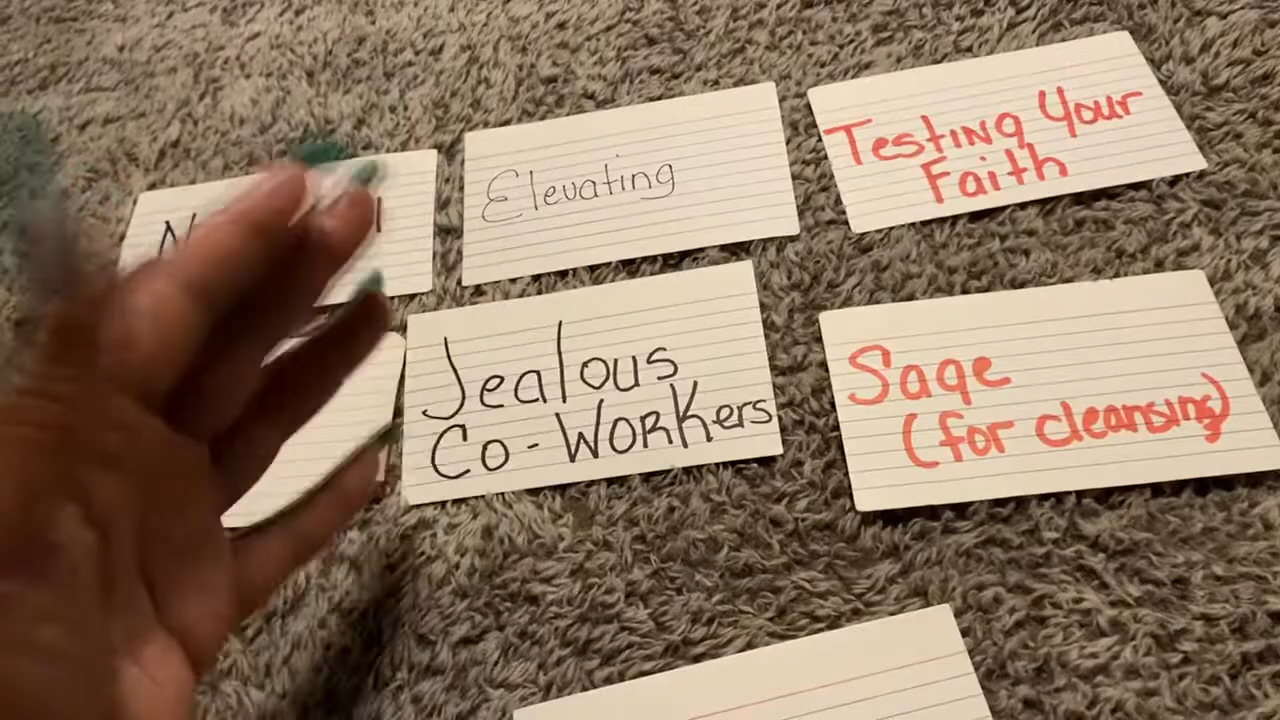 Elevating
Testing Your
Faith
Jealous
Co-Workers
Sage
(for cleansing)